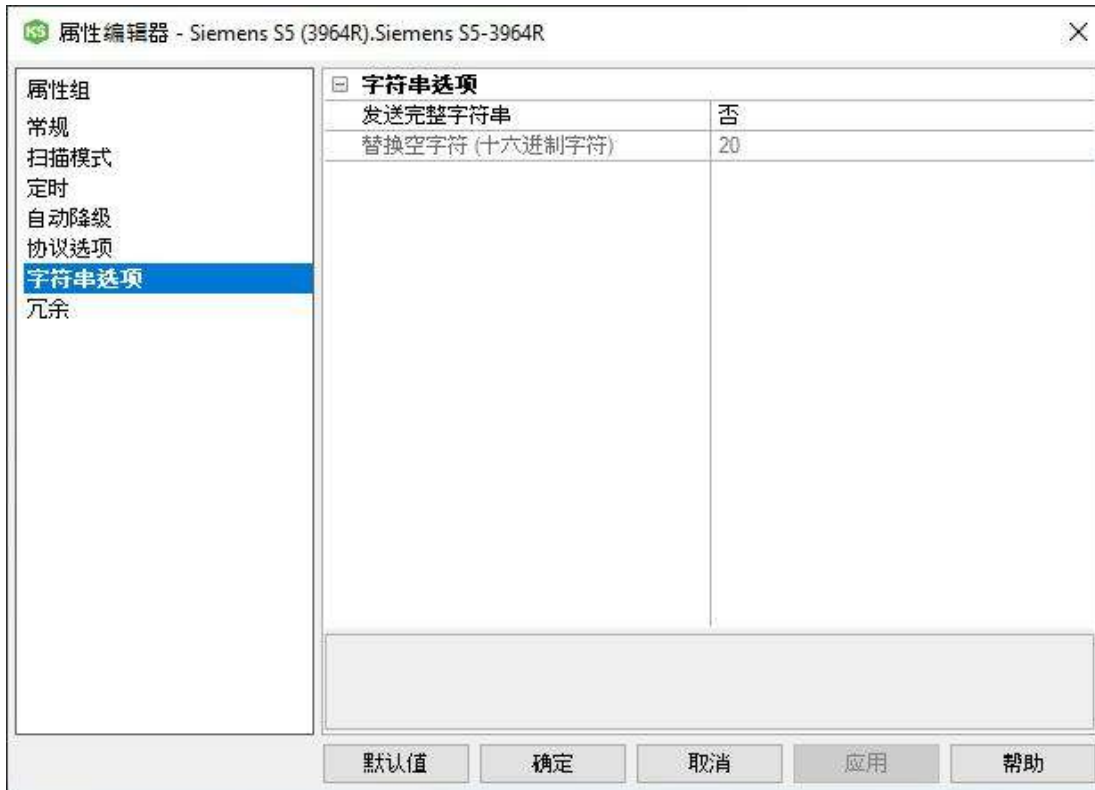 属性编辑器 - Siemens S5 (3964R).Siemens S5-3964R
属性组
常规
扫描模式
定时
自动降级
协议选项
字符串选项
冗余
字符串选项
发送完整字符串 否
替换空字符 (十六进制字符) 20
默认值 确定 取消 应用 帮助